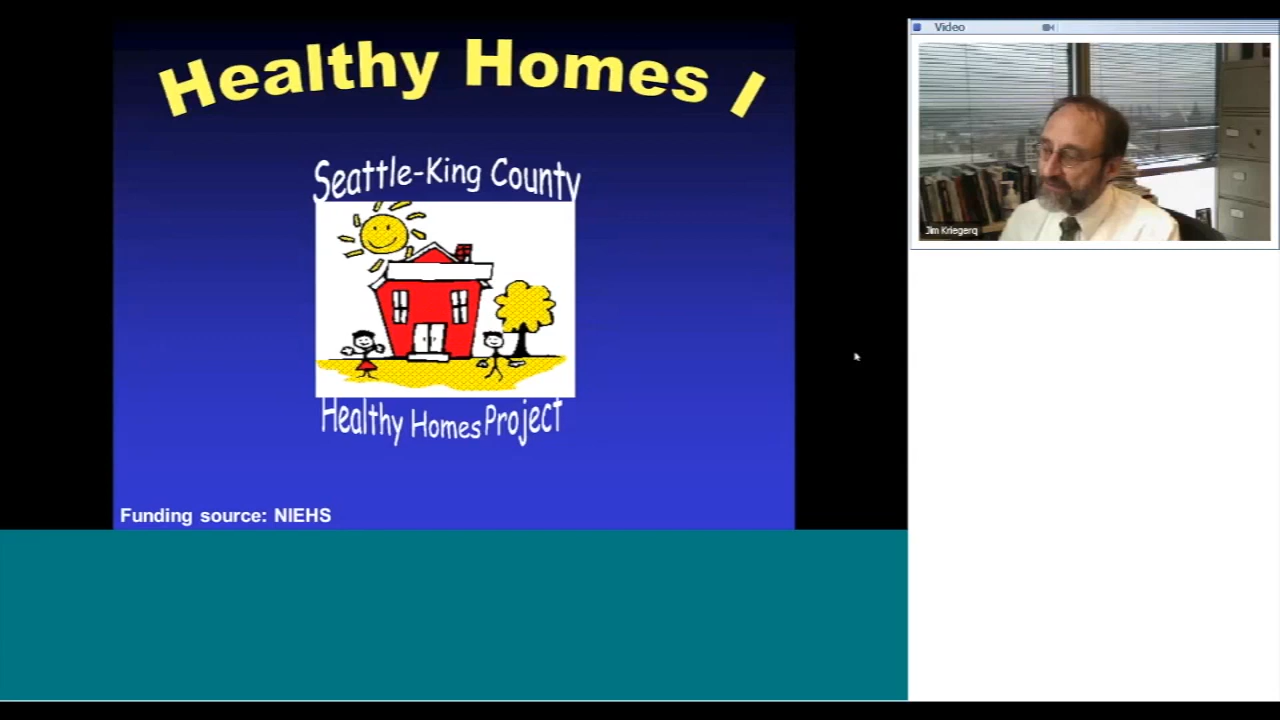 Healthy Homes I
Seattle-King County
Healthy Homes Project
Funding source: NIEHS
Video
Jim Kriegerq